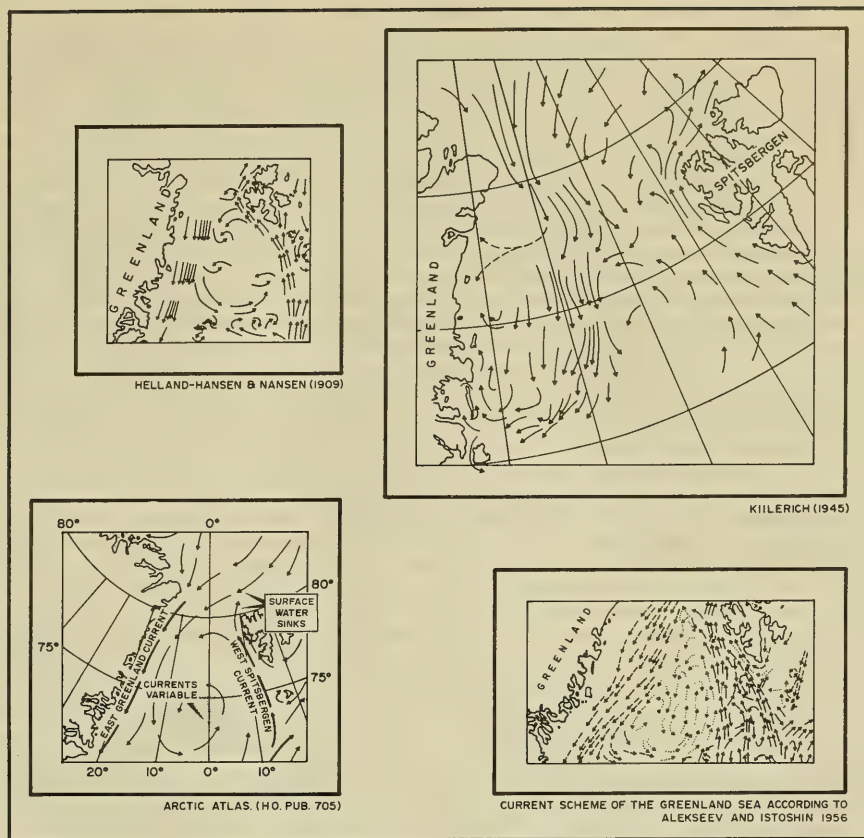 GREENLAND
HELLAND-HANSEN & NANSEN (1909)
SPITSBERGEN
GREENLAND
KIILERICH (1945)
80°
0°
80°
SURFACE
WATER
SINKS
75°
75°
EAST GREENLAND CURRENT
WEST SPITSBERGEN
CURRENT
CURRENTS
VARIABLE
20°
10°
0°
10°
ARCTIC ATLAS. (H.O. PUB. 705)
GREENLAND
CURRENT SCHEME OF THE GREENLAND SEA ACCORDING TO
ALEKSEEV AND ISTOSHIN 1956